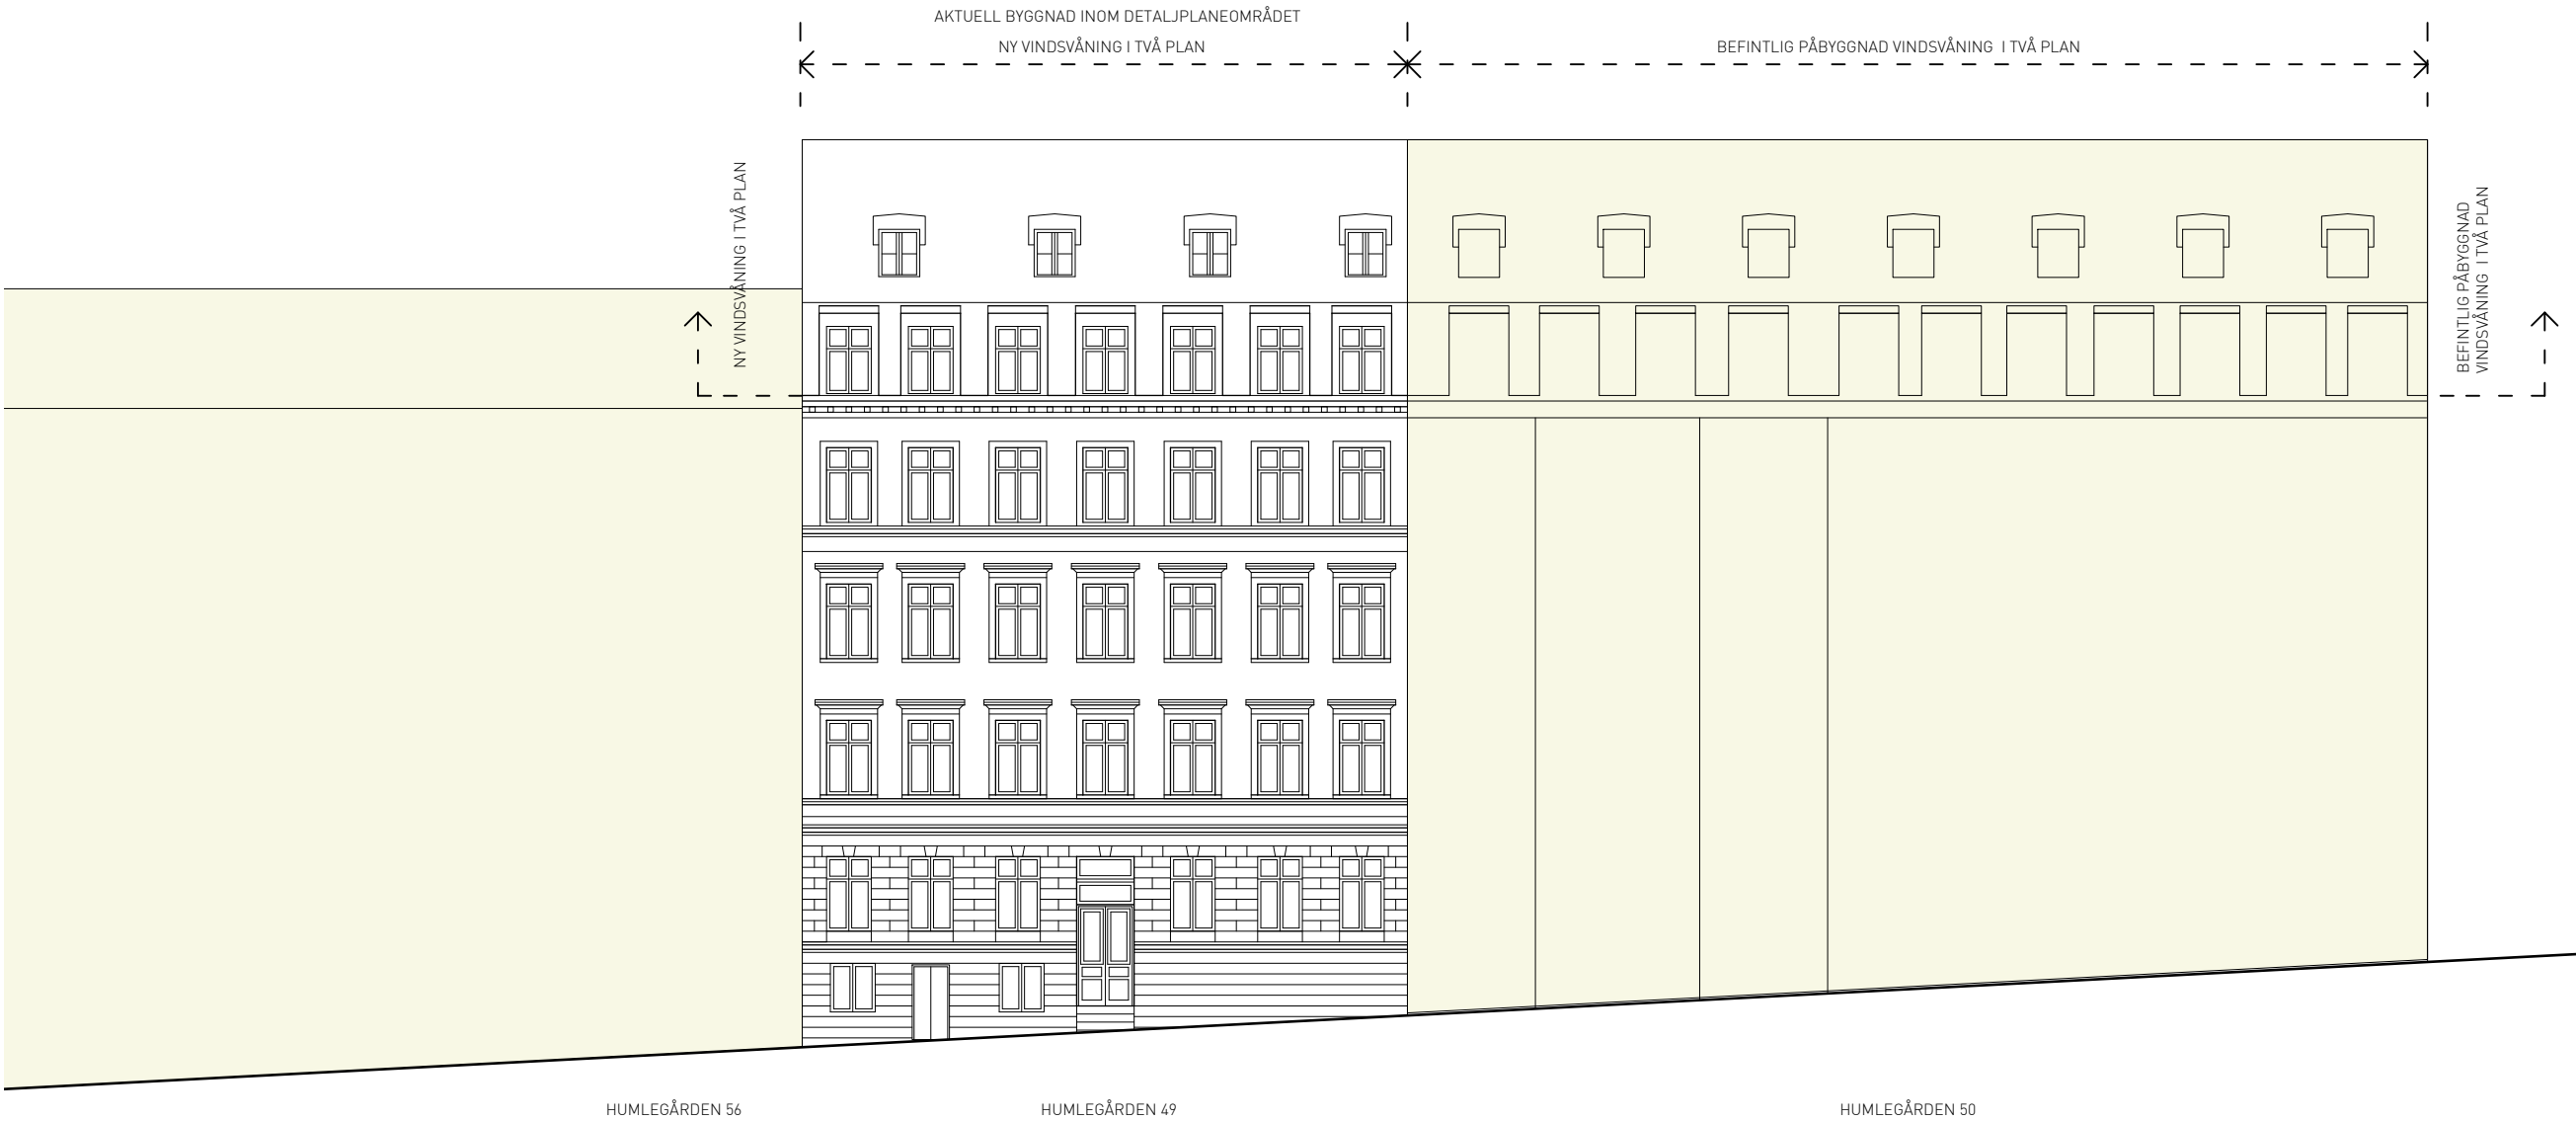 AKTUELL BYGGNAD INOM DETALJPLANEOMRÅDET
NY VINDSVÅNING I TVÅ PLAN
BEFINTLIG PÅBYGGNAD VINDSVÅNING I TVÅ PLAN
NY VINDSVÅNING I TVÅ PLAN
BEFINTLIG PÅBYGGNAD
VINDSVÅNING I TVÅ PLAN
HUMLEGÅRDEN 56
HUMLEGÅRDEN 49
HUMLEGÅRDEN 50